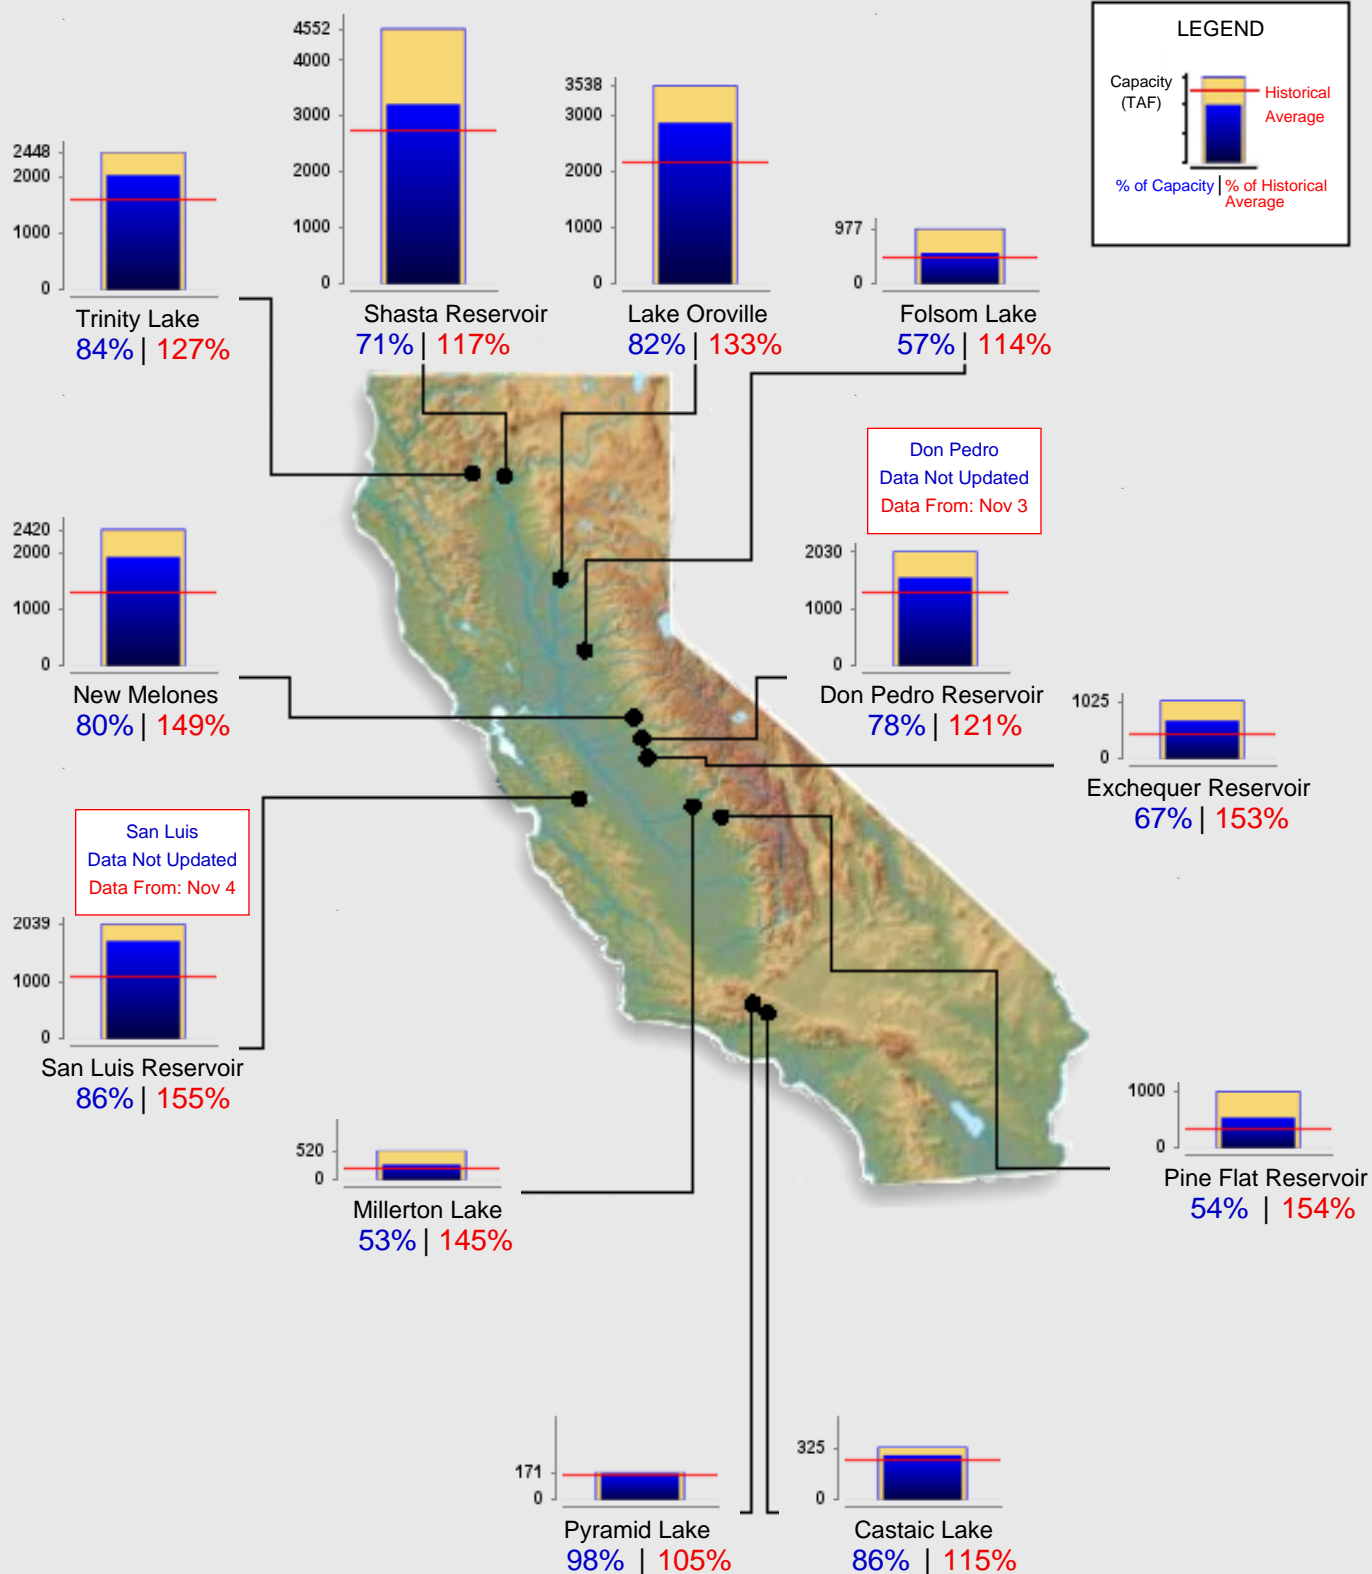 LEGEND
Capacity
(TAF)
Historical
Average
% of Capacity | % of Historical
Average
4552
4000
3000
2000
1000
0
Shasta Reservoir
71% | 117%
3538
3000
2000
1000
0
Lake Oroville
82% | 133%
2448
2000
1000
0
Trinity Lake
84% | 127%
977
0
Folsom Lake
57% | 114%
Don Pedro
Data Not Updated
Data From: Nov 3
2030
1000
0
Don Pedro Reservoir
78% | 121%
2420
2000
1000
0
New Melones
80% | 149%
1025
0
Exchequer Reservoir
67% | 153%
San Luis
Data Not Updated
Data From: Nov 4
2039
1000
0
San Luis Reservoir
86% | 155%
520
0
Millerton Lake
53% | 145%
1000
0
Pine Flat Reservoir
54% | 154%
171
0
Pyramid Lake
98% | 105%
325
0
Castaic Lake
86% | 115%